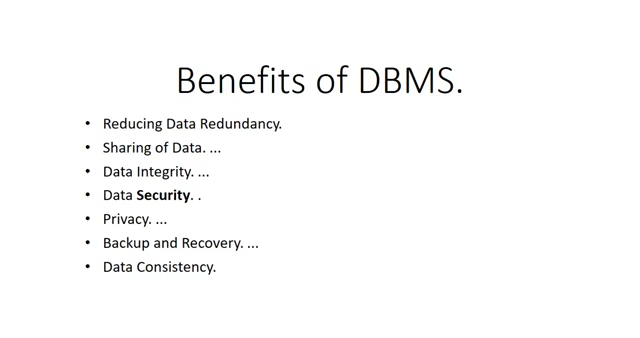 Benefits of DBMS.
• Reducing Data Redundancy.
• Sharing of Data. ...
• Data Integrity. ...
• Data Security. .
• Privacy. ...
• Backup and Recovery. ...
• Data Consistency.